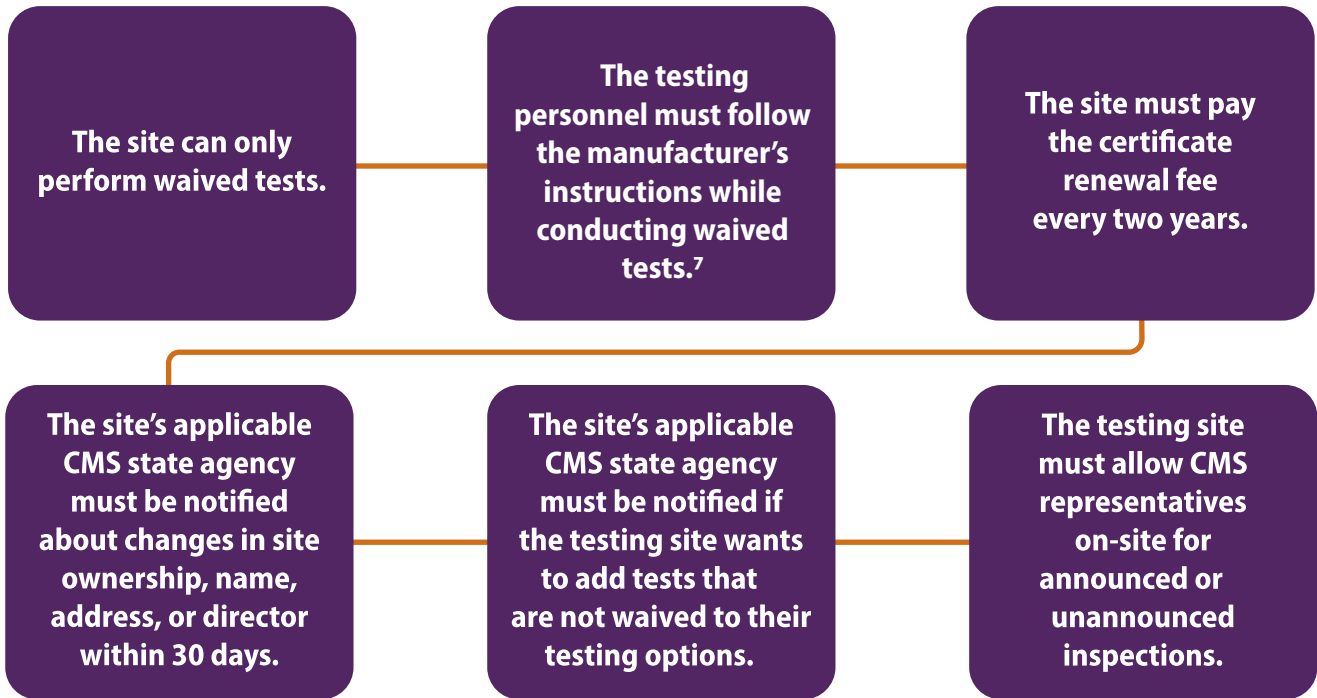 The site can only
perform waived tests.
The testing
personnel must follow
the manufacturer’s
instructions while
conducting waived
tests.⁷
The site must pay
the certificate
renewal fee
every two years.
The site’s applicable
CMS state agency
must be notified
about changes in site
ownership, name,
address, or director
within 30 days.
The site’s applicable
CMS state agency
must be notified if
the testing site wants
to add tests that
are not waived to their
testing options.
The testing site
must allow CMS
representatives
on-site for
announced or
unannounced
inspections.